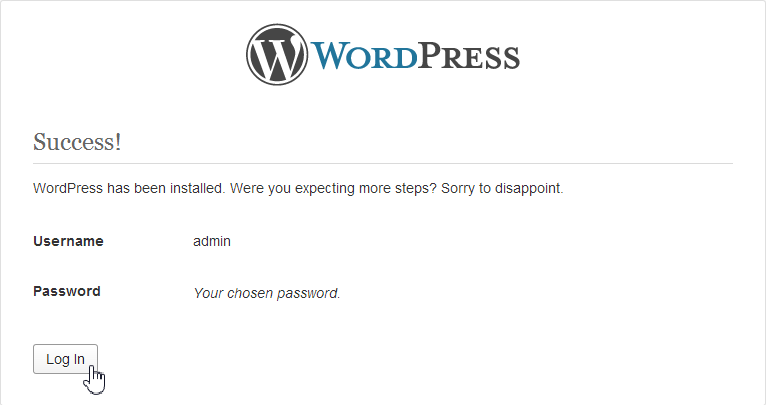 WORDPRESS
Success!
WordPress has been installed. Were you expecting more steps? Sorry to disappoint.
Username admin
Password Your chosen password.
Log In